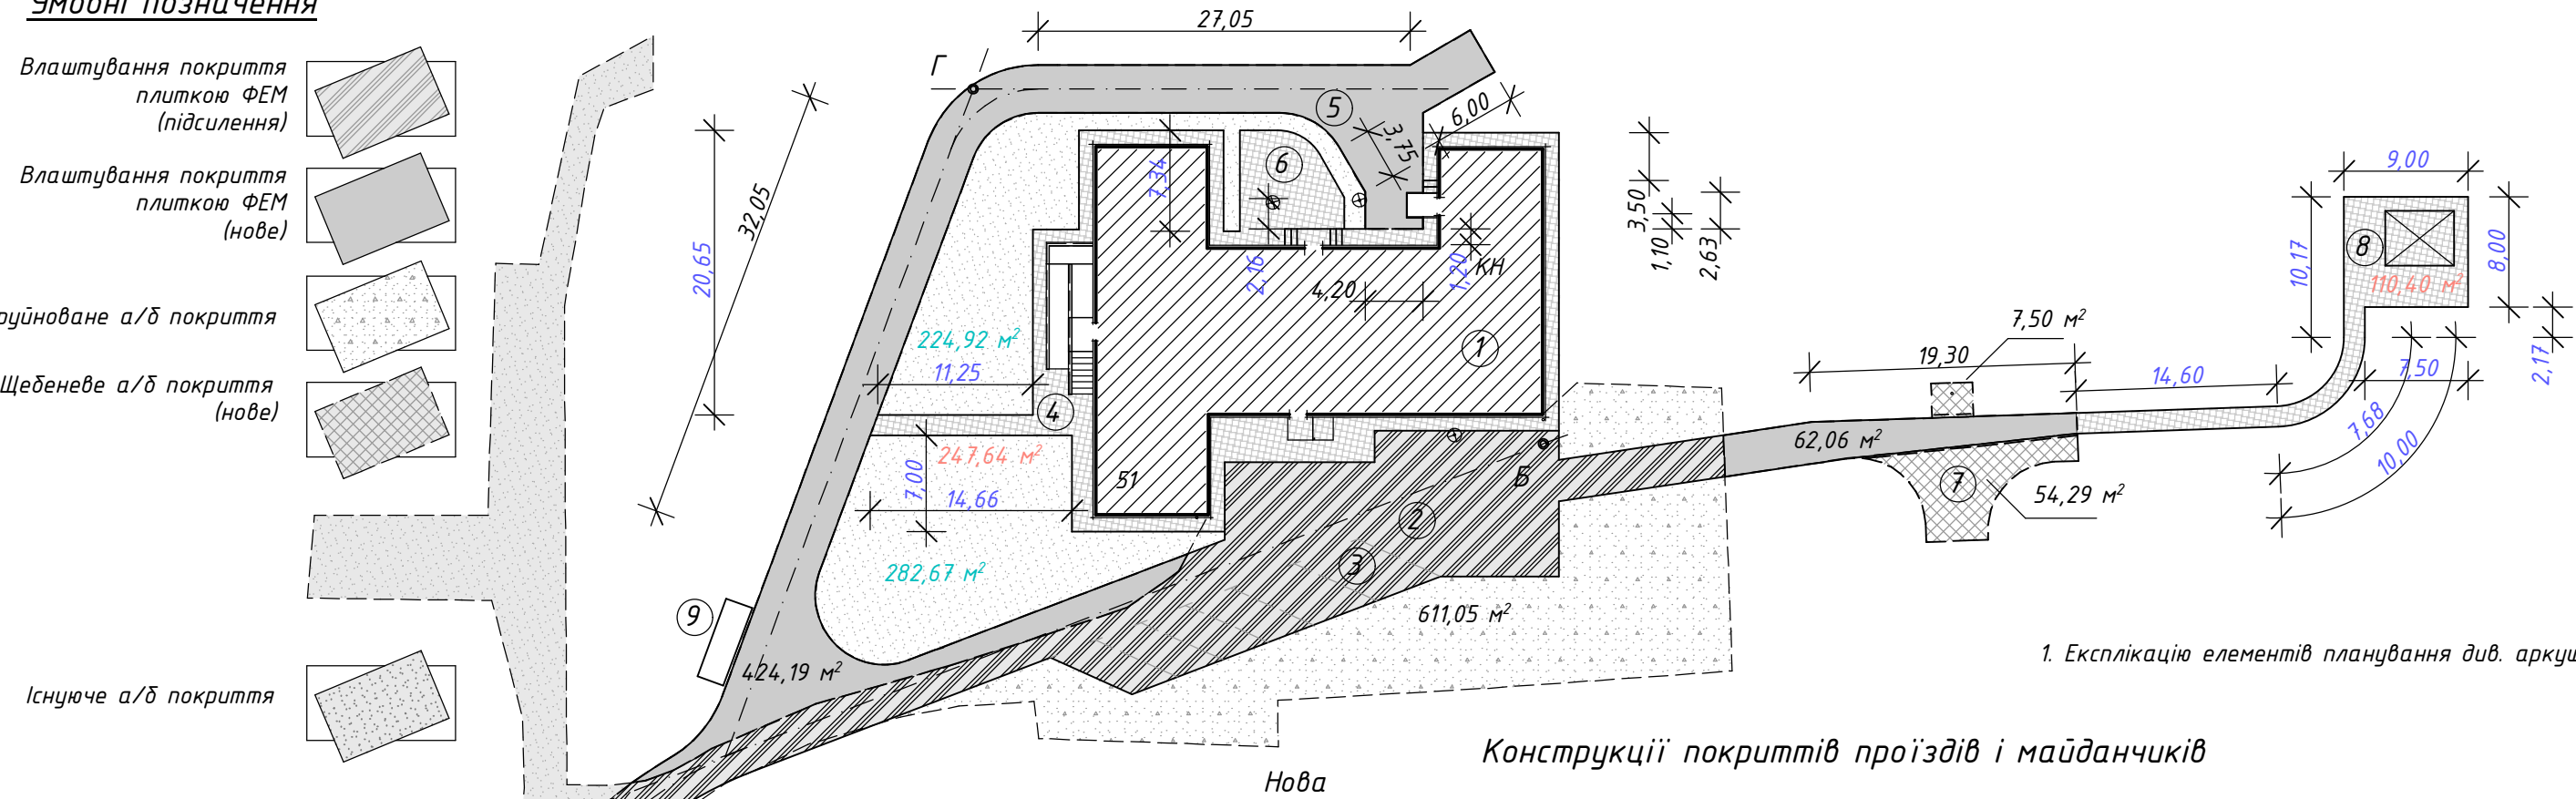 Умовні позначення
Влаштування покриття
плиткою ФЕМ
(підсилення)
Влаштування покриття
плиткою ФЕМ
(нове)
а/б покриття
Щебеневе а/б покриття
(нове)
Існуюче а/б покриття
27,05
Г
5
6,00
3,75
6
7,34
32,05
20,65
2,16
1,20
КН
4,20
3,50
1,10
2,63
1
224,92 м²
11,25
4
247,64 м²
7,00
14,66
51
Б
2
3
282,67 м²
9
424,19 м²
611,05 м²
62,06 м²
19,30
7,50 м²
7
54,29 м²
14,60
9,00
10,17
8
110,40 м²
8,00
7,50
2,17
7,68
10,00
1. Експлікацію елементів планування див.
Конструкції покриттів проїздів і майданчиків
Нова